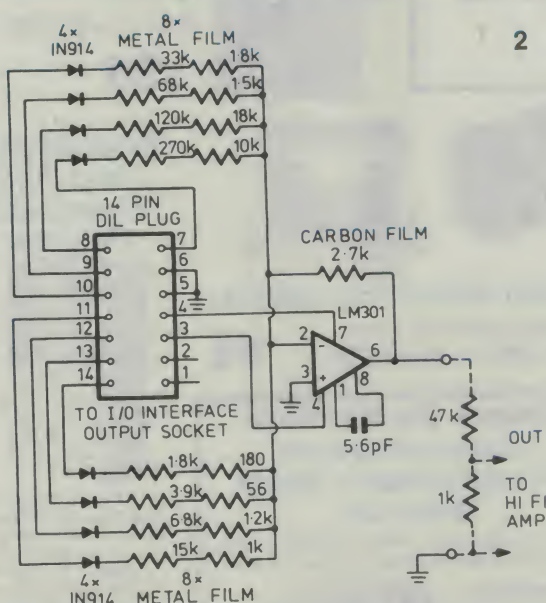 2
8×
4× METAL FILM
IN914
33k 1·8k
68k 1·5k
120k 18k
270k 10k
14 PIN
DIL PLUG
8 7
9 6
10 5
11 4
12 3
13 2
14 1
TO I/O INTERFACE
OUTPUT SOCKET
CARBON FILM
2·7k
LM301
2 - 7 6
3 + 4 1 8
5·6pF
47k
OUT
1k
TO
HI FI
AMP
1·8k 180
3·9k 56
6·8k 1·2k
15k 1k
4× 8×
IN914 METAL FILM